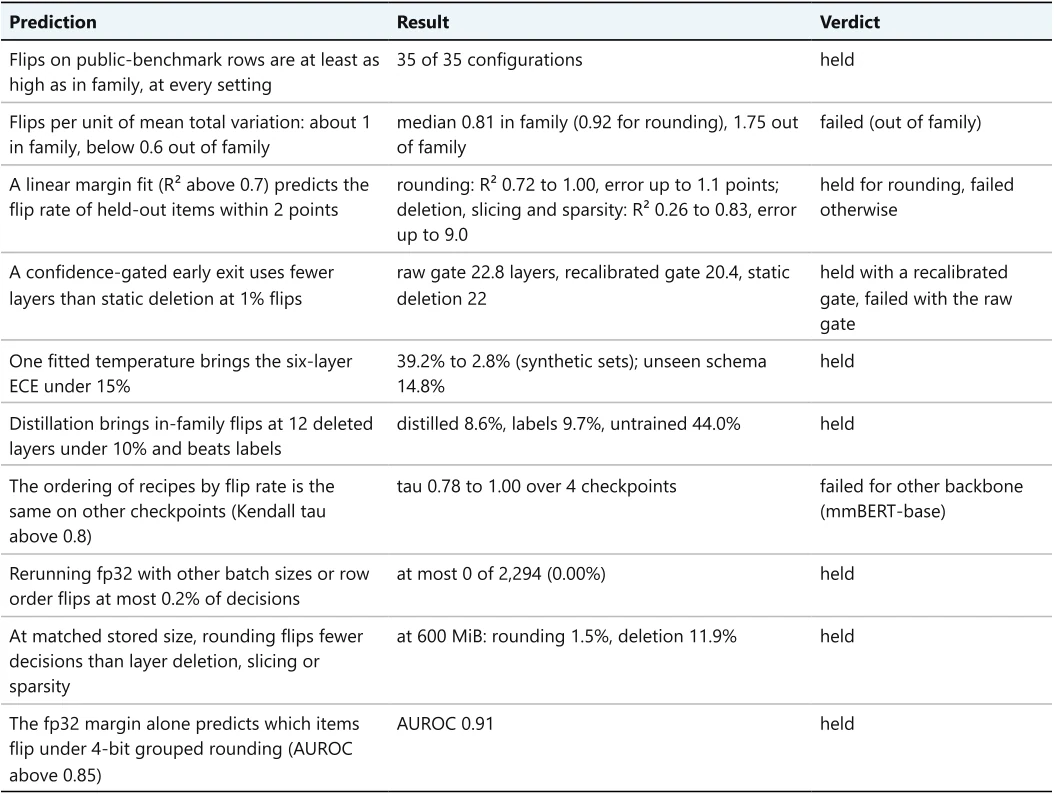 Prediction Result Verdict
Flips on public-benchmark rows are at least as
high as in family, at every setting
35 of 35 configurations
held
Flips per unit of mean total variation: about 1
in family, below 0.6 out of family
median 0.81 in family (0.92 for rounding), 1.75 out
of family
failed (out of family)
A linear margin fit (R² above 0.7) predicts the
flip rate of held-out items within 2 points
rounding: R² 0.72 to 1.00, error up to 1.1 points;
deletion, slicing and sparsity: R² 0.26 to 0.83, error
up to 9.0
held for rounding, failed
otherwise
A confidence-gated early exit uses fewer
layers than static deletion at 1% flips
raw gate 22.8 layers, recalibrated gate 20.4, static
deletion 22
held with a recalibrated
gate, failed with the raw
gate
One fitted temperature brings the six-layer
ECE under 15%
39.2% to 2.8% (synthetic sets); unseen schema
14.8%
held
Distillation brings in-family flips at 12 deleted
layers under 10% and beats labels
distilled 8.6%, labels 9.7%, untrained 44.0%
held
The ordering of recipes by flip rate is the
same on other checkpoints (Kendall tau
above 0.8)
tau 0.78 to 1.00 over 4 checkpoints
failed for other backbone
(mmBERT-base)
Rerunning fp32 with other batch sizes or row
order flips at most 0.2% of decisions
at most 0 of 2,294 (0.00%)
held
At matched stored size, rounding flips fewer
decisions than layer deletion, slicing or
sparsity
at 600 MiB: rounding 1.5%, deletion 11.9%
held
The fp32 margin alone predicts which items
flip under 4-bit grouped rounding (AUROC
above 0.85)
AUROC 0.91
held